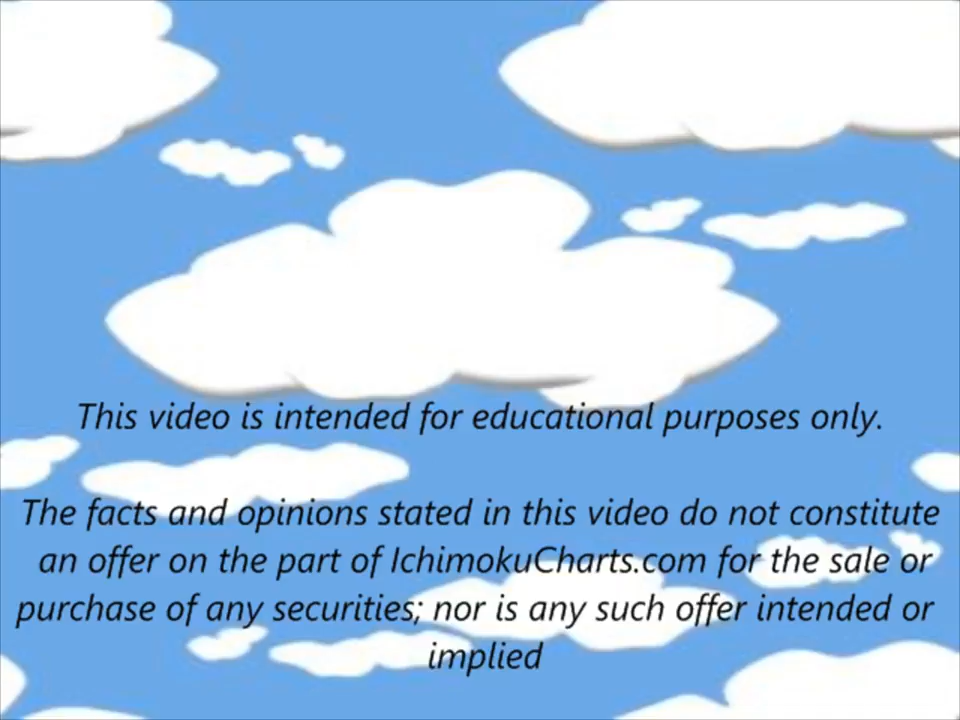 This video is intended for educational purposes only.
The facts and opinions stated in this video do not constitute
an offer on the part of IchimokuCharts.com for the sale or
purchase of any securities; nor is any such offer intended or
implied